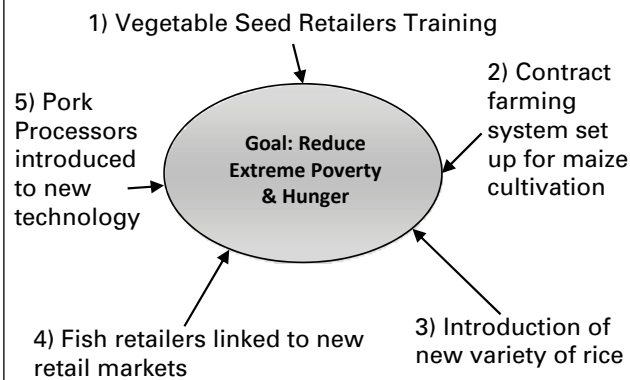 1) Vegetable Seed Retailers Training
2) Contract
farming
system set
up for maize
cultivation
5) Pork
Processors
introduced
to new
technology
Goal: Reduce
Extreme Poverty
& Hunger
3) Introduction of
new variety of rice
4) Fish retailers linked to new
retail markets